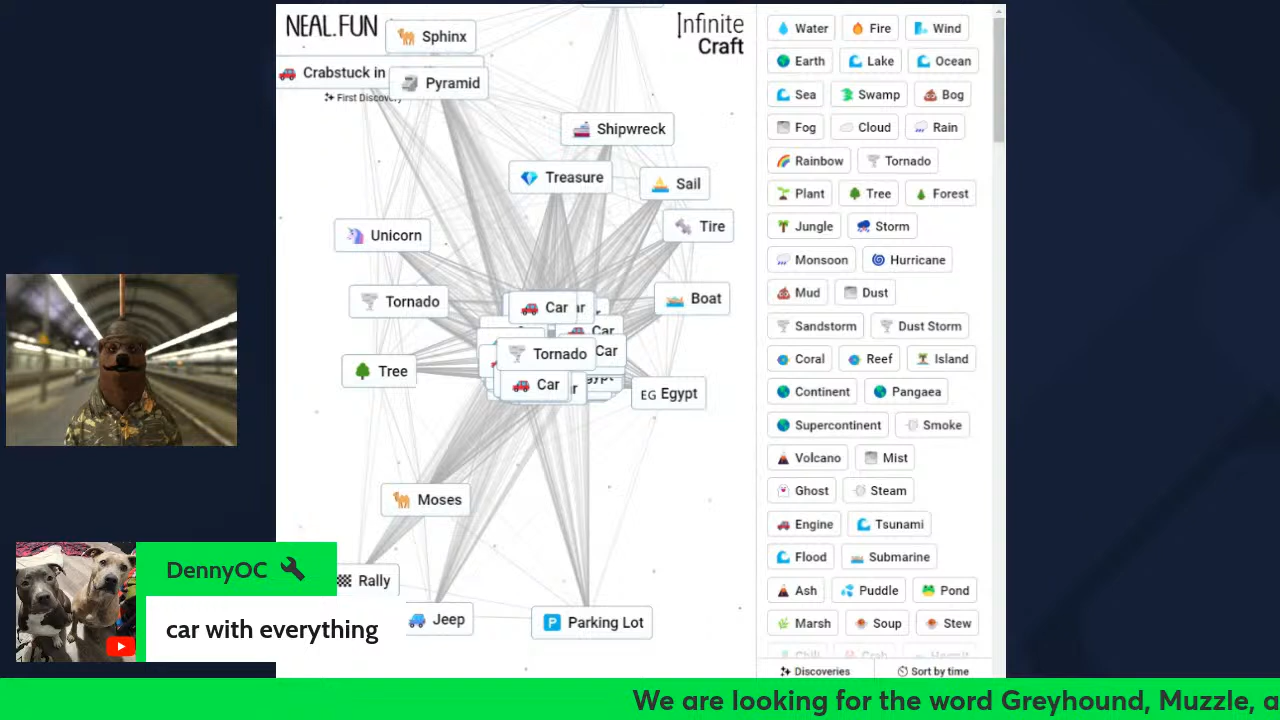 NEAL.FUN
Infinite
Craft
Sphinx
Crabstuck in
Pyramid
First Discovery
Shipwreck
Treasure
Sail
Tire
Unicorn
Tornado
Boat
Car
Car
Tornado
Car
Tree
Car
EG Egypt
Moses
Rally
Jeep
Parking Lot
Water Fire Wind
Earth Lake Ocean
Sea Swamp Bog
Fog Cloud Rain
Rainbow Tornado
Plant Tree Forest
Jungle Storm
Monsoon Hurricane
Mud Dust
Sandstorm Dust Storm
Coral Reef Island
Continent Pangaea
Supercontinent Smoke
Volcano Mist
Ghost Steam
Engine Tsunami
Flood Submarine
Ash Puddle Pond
Marsh Soup Stew
Chili Crab Hermit
Discoveries Sort by time
DennyOC
car with everything
We are looking for the word Greyhound, Muzzle, a